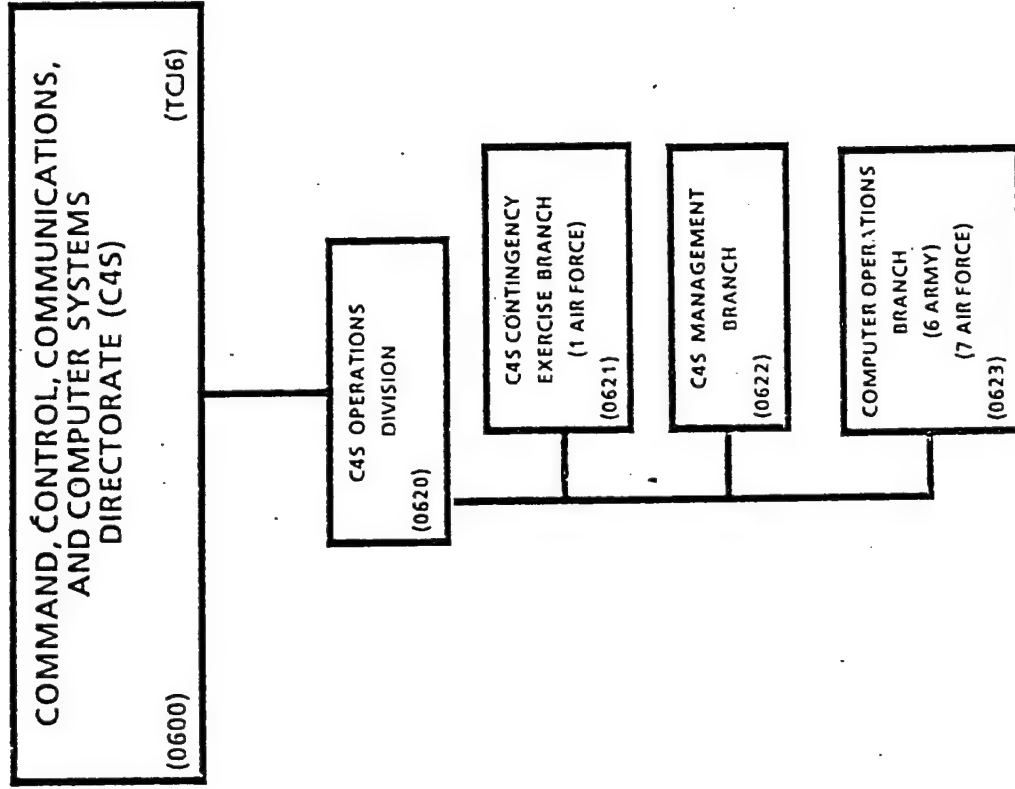 COMMAND, CONTROL, COMMUNICATIONS,
AND COMPUTER SYSTEMS
DIRECTORATE (C4S)
(0600)
(TCJ6)
C4S OPERATIONS
DIVISION
(0620)
C4S CONTINGENCY
EXERCISE BRANCH
(1 AIR FORCE)
(0621)
C4S MANAGEMENT
BRANCH
(0622)
COMPUTER OPERATIONS
BRANCH
(6 ARMY)
(7 AIR FORCE)
(0623)